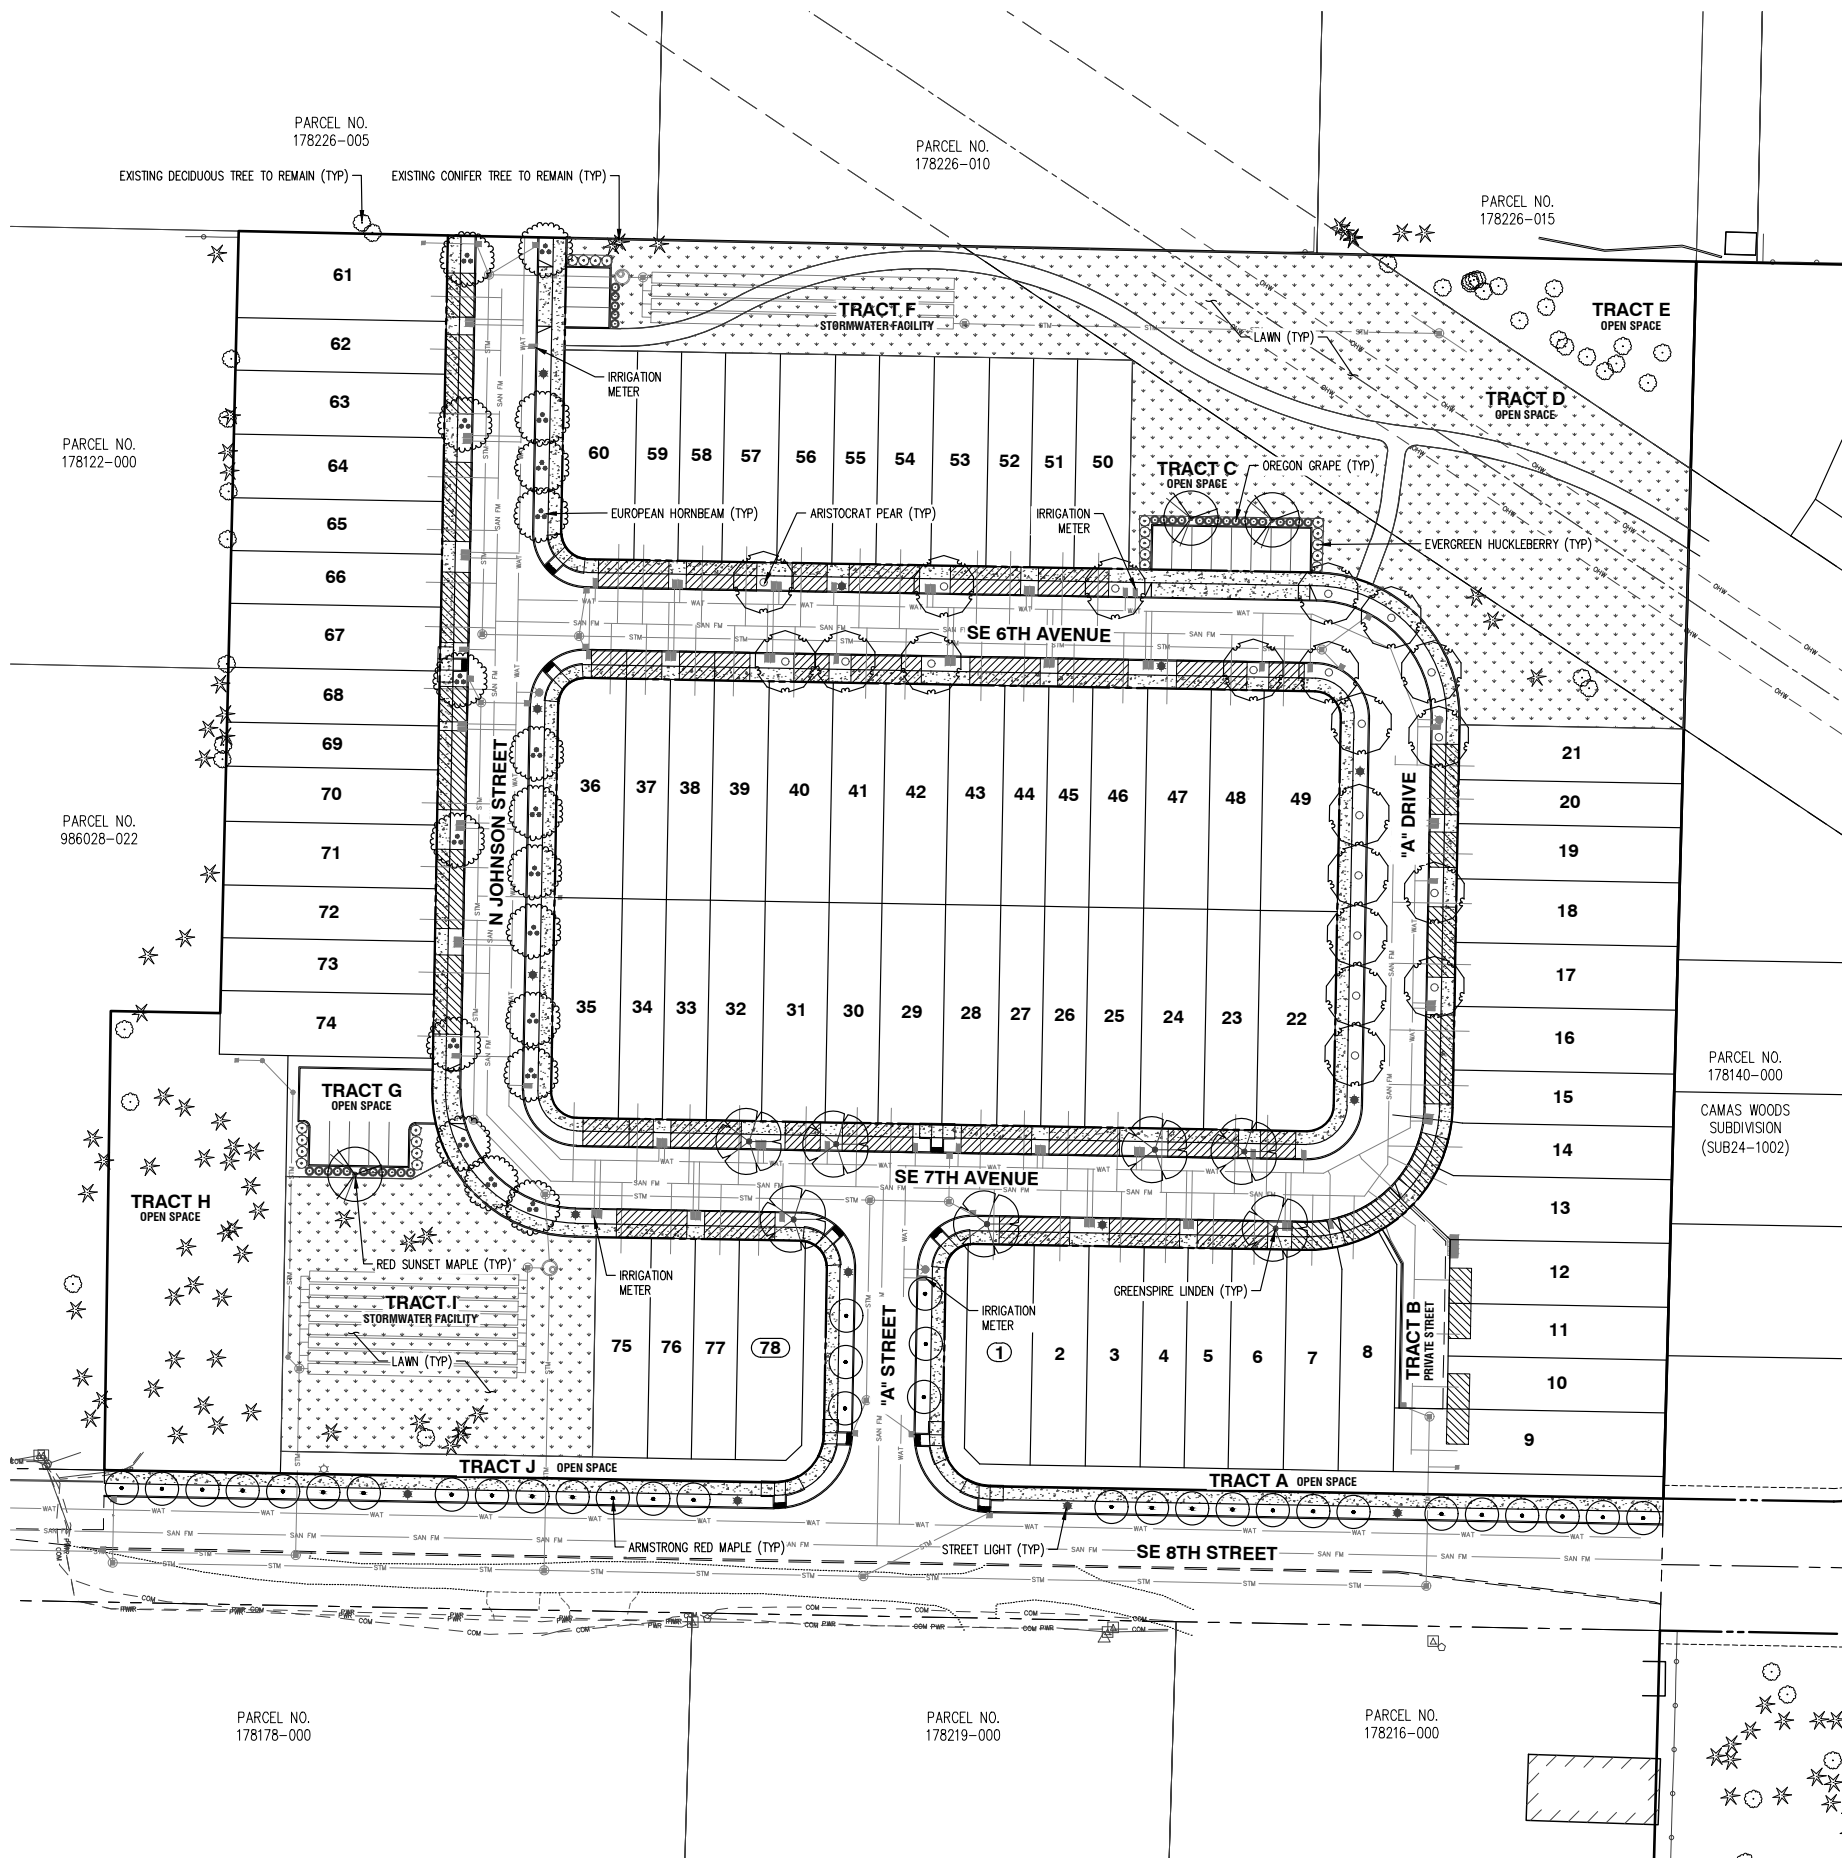 PARCEL NO.
178226-005
PARCEL NO.
178226-010
EXISTING DECIDUOUS TREE TO REMAIN (TYP)
EXISTING CONIFER TREE TO REMAIN (TYP)
PARCEL NO.
178226-015
61
TRACT F
STORMWATER FACILITY
TRACT E
OPEN SPACE
LAWN (TYP)
62
IRRIGATION
METER
63
TRACT D
OPEN SPACE
PARCEL NO.
178122-000
64
60
59
58
57
56
55
54
53
52
51
50
TRACT C
OPEN SPACE
OREGON GRAPE (TYP)
EUROPEAN HORNBEAM (TYP)
ARISTOCRAT PEAR (TYP)
IRRIGATION
METER
65
EVERGREEN HUCKLEBERRY (TYP)
66
67
SE 6TH AVENUE
68
69
21
70
36
37
38
39
40
41
42
43
44
45
46
47
48
49
20
N JOHNSON STREET
"A" DRIVE
PARCEL NO.
986028-022
71
19
72
18
73
17
74
35
34
33
32
31
30
29
28
27
26
25
24
23
22
16
PARCEL NO.
178140-000
TRACT G
OPEN SPACE
15
CAMAS WOODS
SUBDIVISION
(SUB24-1002)
14
SE 7TH AVENUE
TRACT H
OPEN SPACE
13
RED SUNSET MAPLE (TYP)
IRRIGATION
METER
GREENSPIRE LINDEN (TYP)
12
TRACT I
STORMWATER FACILITY
IRRIGATION
METER
11
LAWN (TYP)
75
76
77
78
"A" STREET
1
2
3
4
5
6
7
8
TRACT B
PRIVATE STREET
10
9
TRACT J OPEN SPACE
TRACT A OPEN SPACE
ARMSTRONG RED MAPLE (TYP)
STREET LIGHT (TYP)
SE 8TH STREET
PARCEL NO.
178178-000
PARCEL NO.
178219-000
PARCEL NO.
178216-000